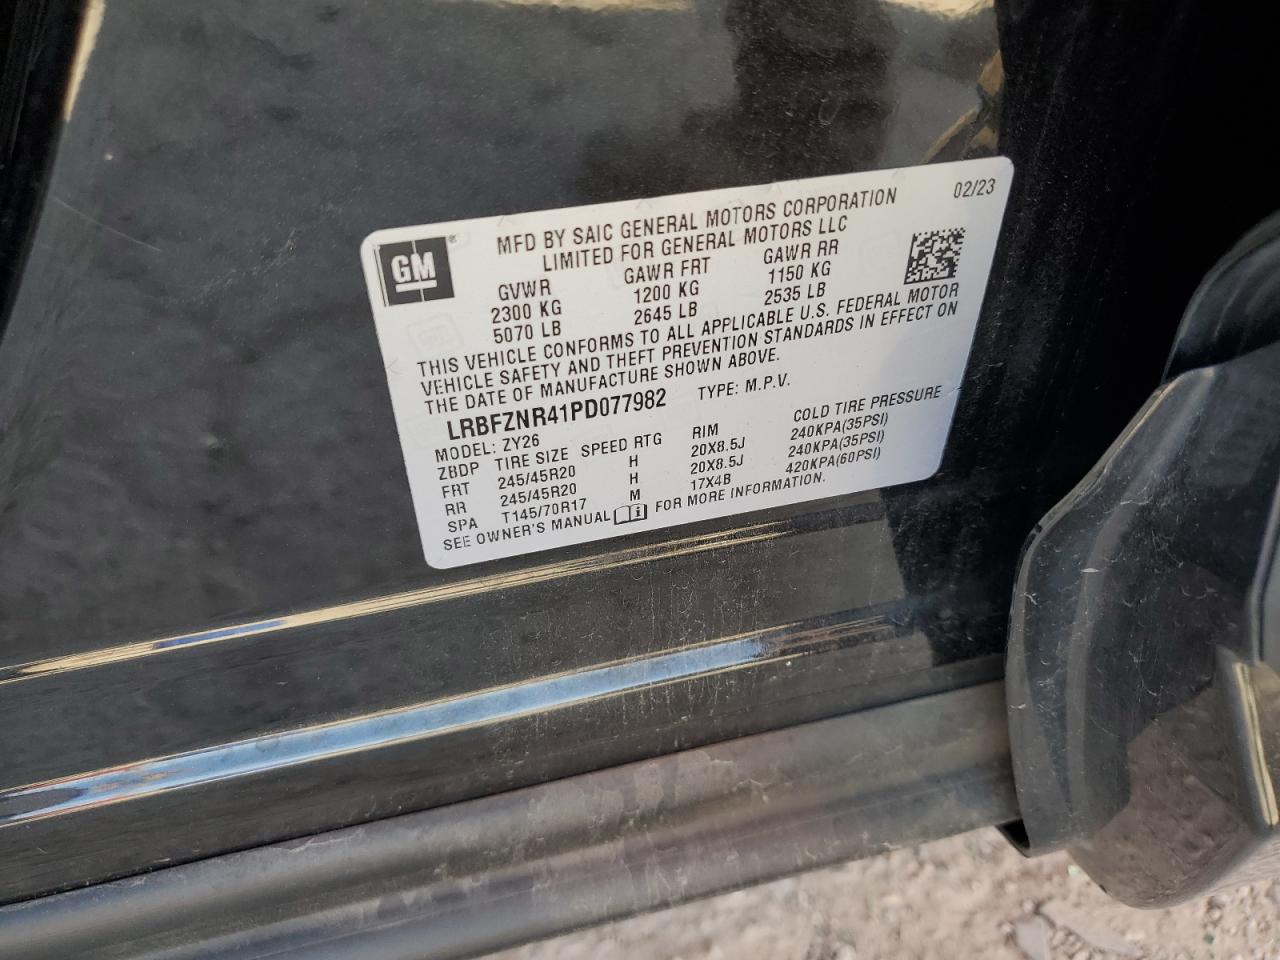 GM®
02/23
MFD BY SAIC GENERAL MOTORS CORPORATION
LIMITED FOR GENERAL MOTORS LLC
GVWR GAWR FRT GAWR RR
2300 KG 1200 KG 1150 KG
5070 LB 2645 LB 2535 LB
THIS VEHICLE CONFORMS TO ALL APPLICABLE U.S. FEDERAL MOTOR
VEHICLE SAFETY AND THEFT PREVENTION STANDARDS IN EFFECT ON
THE DATE OF MANUFACTURE SHOWN ABOVE.
LRBFZNR41PD077982 TYPE: M.P.V.
MODEL: ZY26
ZBDP TIRE SIZE SPEED RTG RIM COLD TIRE PRESSURE
FRT 245/45R20 H 20X8.5J 240KPA(35PSI)
RR 245/45R20 H 20X8.5J 240KPA(35PSI)
SPA T145/70R17 M 17X4B 420KPA(60PSI)
SEE OWNER'S MANUAL FOR MORE INFORMATION.